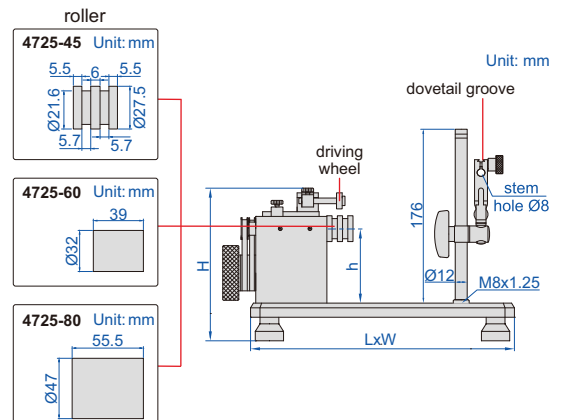 roller
4725-45 Unit: mm
5.5 6 5.5
Ø21.6
Ø27.5
5.7
5.7
4725-60 Unit: mm
39
Ø32
4725-80 Unit: mm
55.5
Ø47
Unit: mm
dovetail groove
driving
wheel
stem
hole Ø8
176
H
h
Ø12
M8x1.25
LxW